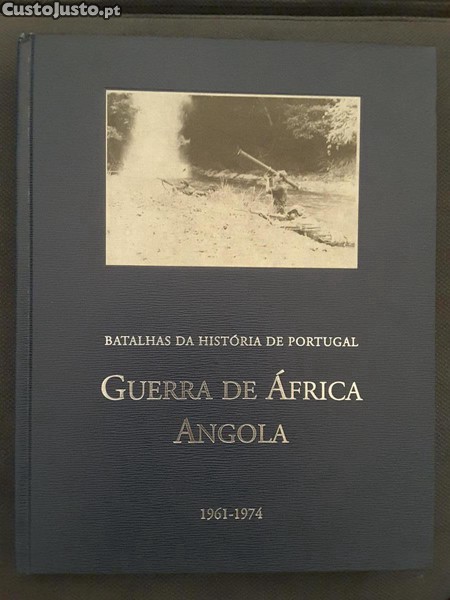 CustoJusto.pt
BATALHAS DA HISTÓRIA DE PORTUGAL
GUERRA DE ÁFRICA
ANGOLA
1961-1974